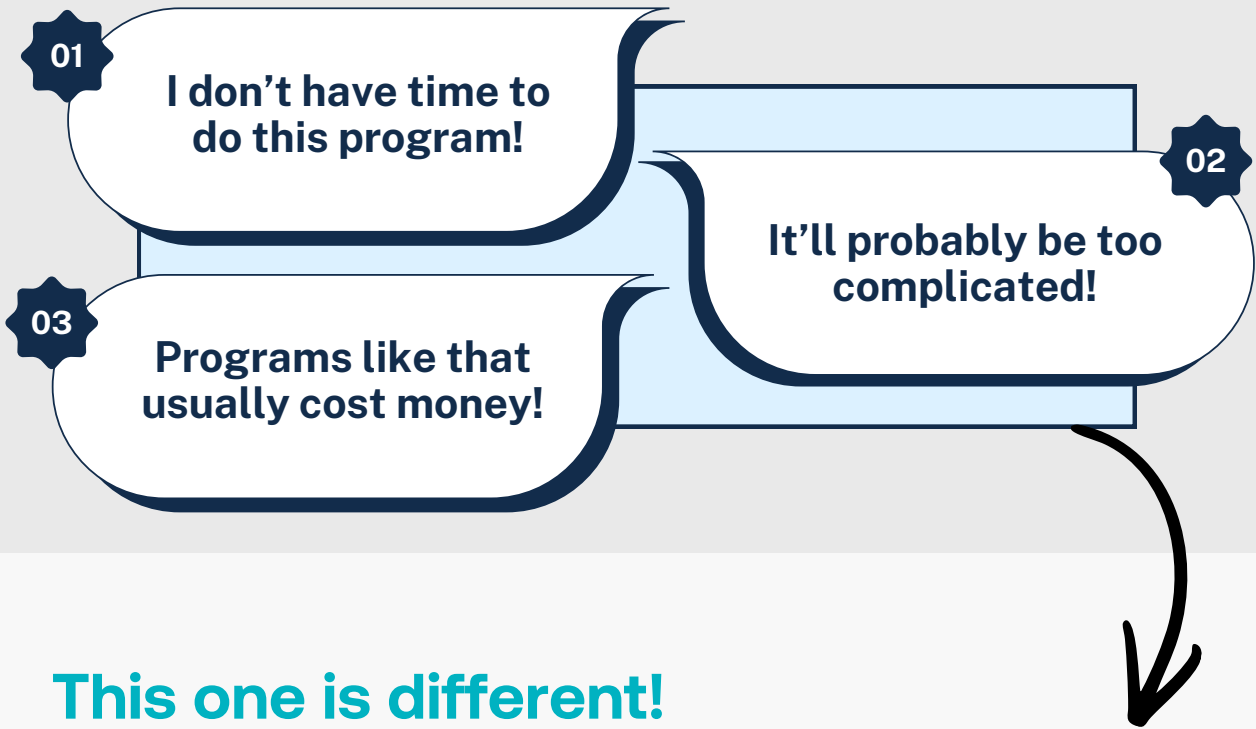 01
I don’t have time to
do this program!
02
It’ll probably be too
complicated!
03
Programs like that
usually cost money!
This one is different!